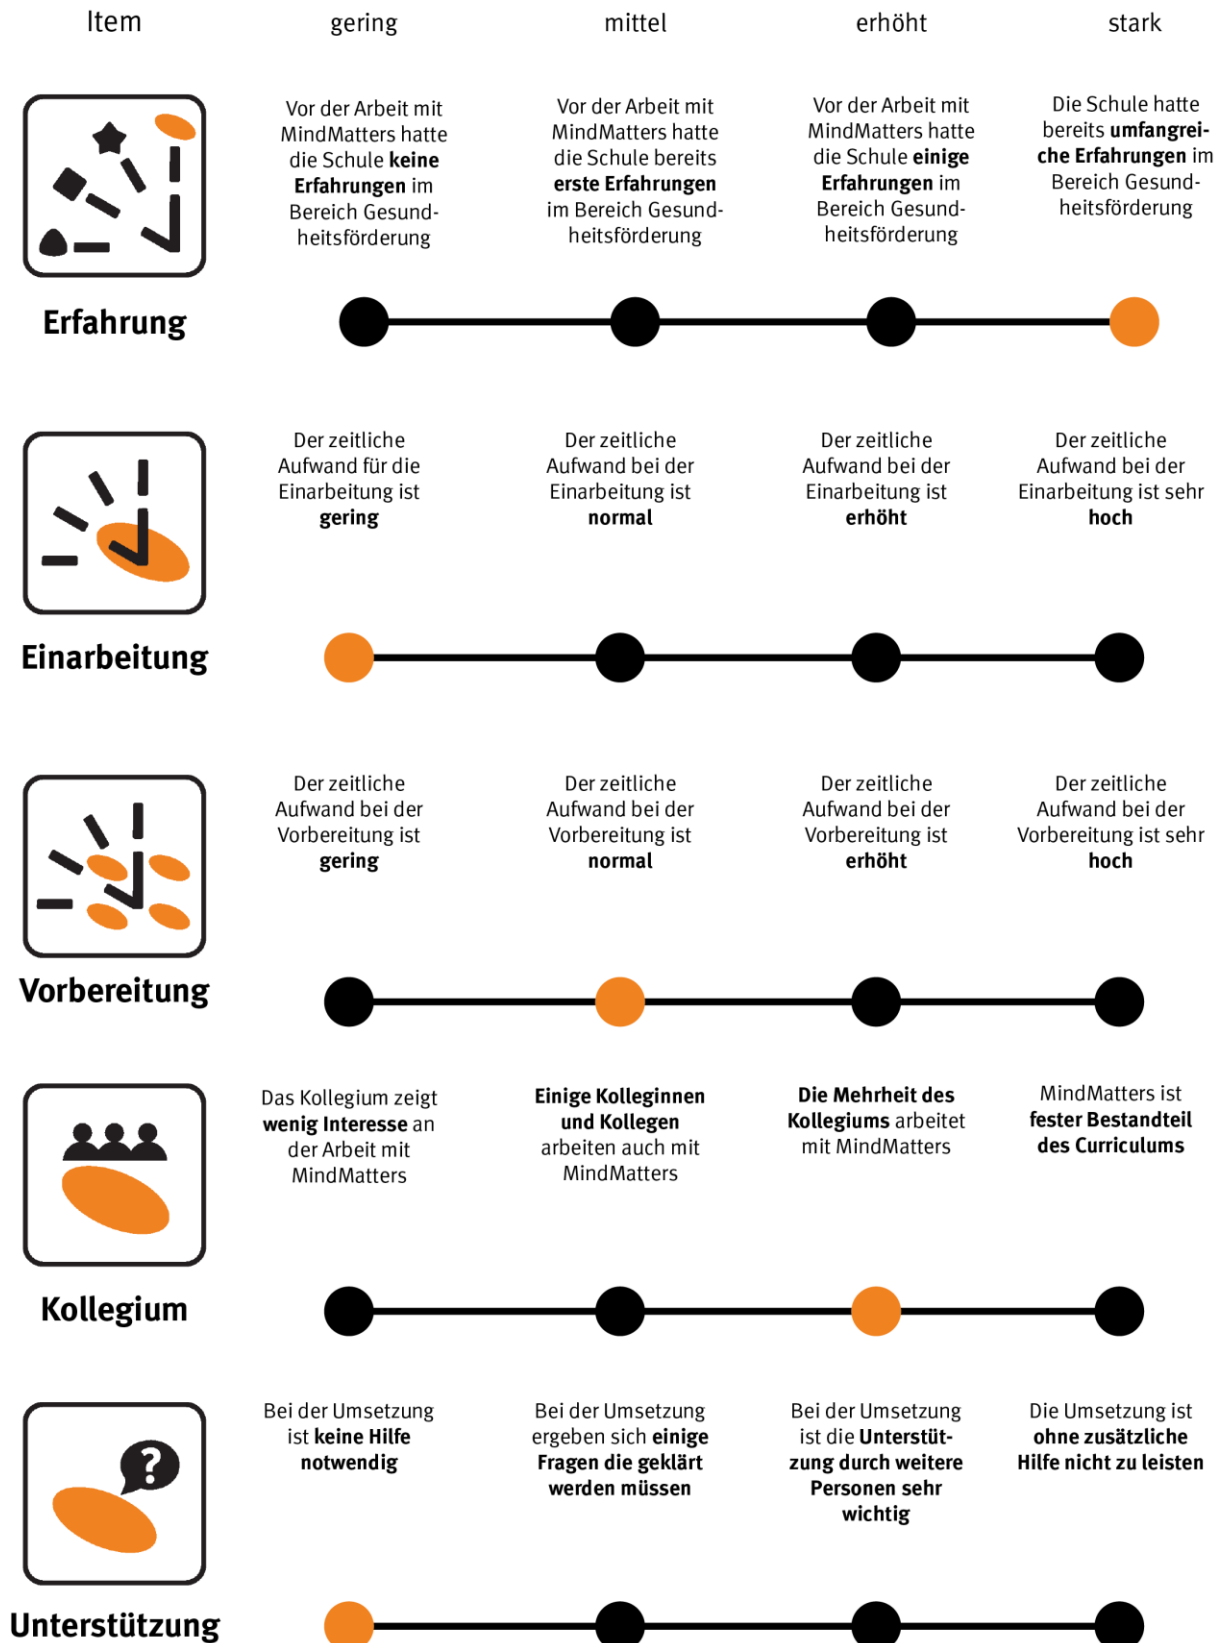 Item gering mittel erhöht stark
Vor der Arbeit mit
MindMatters hatte
die Schule keine
Erfahrungen im
Bereich Gesund-
heitsförderung
Vor der Arbeit mit
MindMatters hatte
die Schule bereits
erste Erfahrungen
im Bereich Gesund-
heitsförderung
Vor der Arbeit mit
MindMatters hatte
die Schule einige
Erfahrungen im
Bereich Gesund-
heitsförderung
Die Schule hatte
bereits umfangrei-
che Erfahrungen im
Bereich Gesund-
heitsförderung
Erfahrung
Der zeitliche
Aufwand für die
Einarbeitung ist
gering
Der zeitliche
Aufwand bei der
Einarbeitung ist
normal
Der zeitliche
Aufwand bei der
Einarbeitung ist
erhöht
Der zeitliche
Aufwand bei der
Einarbeitung ist sehr
hoch
Einarbeitung
Der zeitliche
Aufwand bei der
Vorbereitung ist
gering
Der zeitliche
Aufwand bei der
Vorbereitung ist
normal
Der zeitliche
Aufwand bei der
Vorbereitung ist
erhöht
Der zeitliche
Aufwand bei der
Vorbereitung ist sehr
hoch
Vorbereitung
Das Kollegium zeigt
wenig Interesse an
der Arbeit mit
MindMatters
Einige Kolleginnen
und Kollegen
arbeiten auch mit
MindMatters
Die Mehrheit des
Kollegiums arbeitet
mit MindMatters
MindMatters ist
fester Bestandteil
des Curriculums
Kollegium
?
Bei der Umsetzung
ist keine Hilfe
notwendig
Bei der Umsetzung
ergeben sich einige
Fragen die geklärt
werden müssen
Bei der Umsetzung
ist die Unterstüt-
zung durch weitere
Personen sehr
wichtig
Die Umsetzung ist
ohne zusätzliche
Hilfe nicht zu leisten
Unterstützung